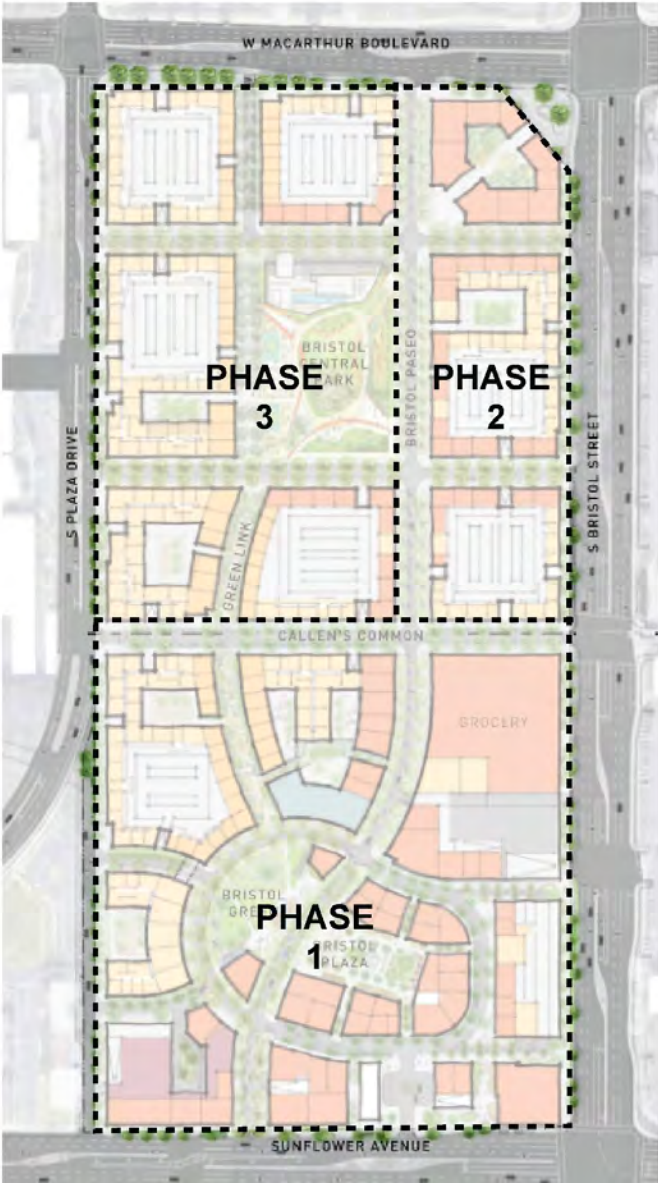 W MACARTHUR BOULEVARD
BRISTOL
CENTRAL
PARK
PHASE
3
BRISTOL PASEO
PHASE
2
S PLAZA DRIVE
S BRISTOL STREET
GREEN LINK
CALLEN'S COMMON
GROCERY
BRISTOL
GREEN
PHASE
1
BRISTOL
PLAZA
SUNFLOWER AVENUE